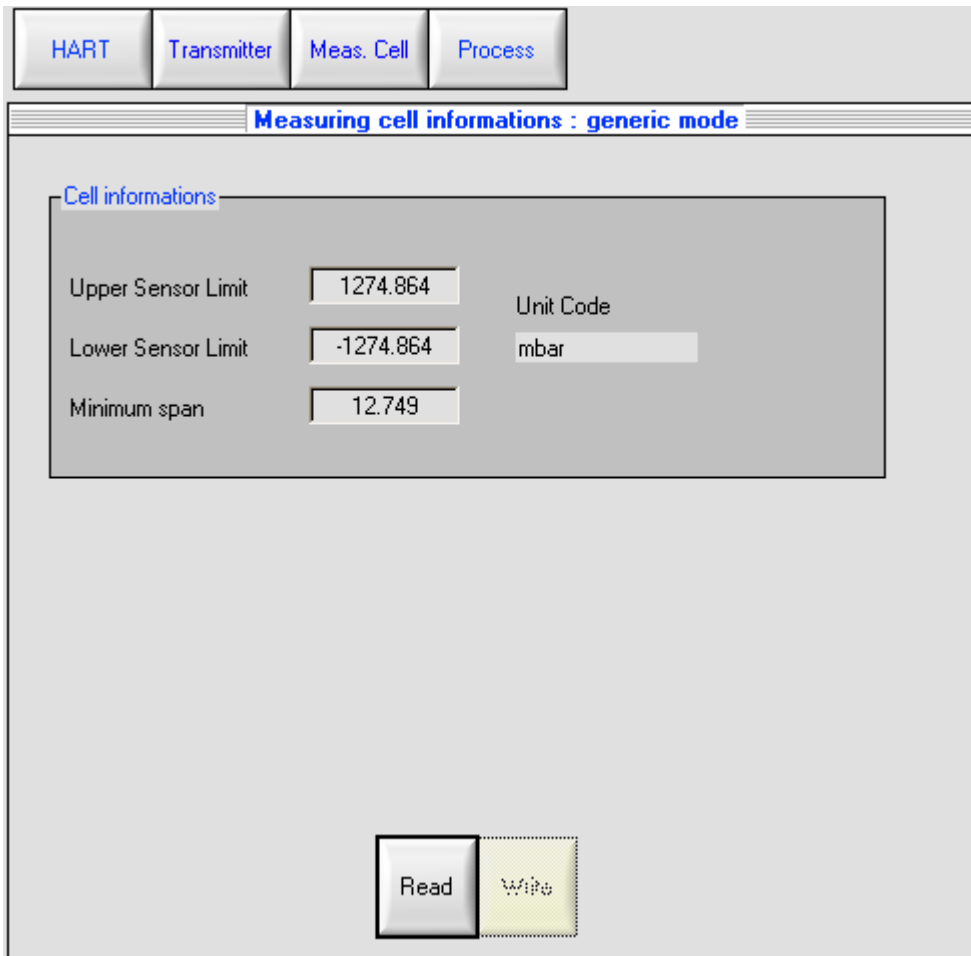 HART Transmitter Meas. Cell Process
Measuring cell informations : generic mode
Cell informations
Upper Sensor Limit 1274.864
Unit Code
Lower Sensor Limit -1274.864 mbar
Minimum span 12.749
Read Write